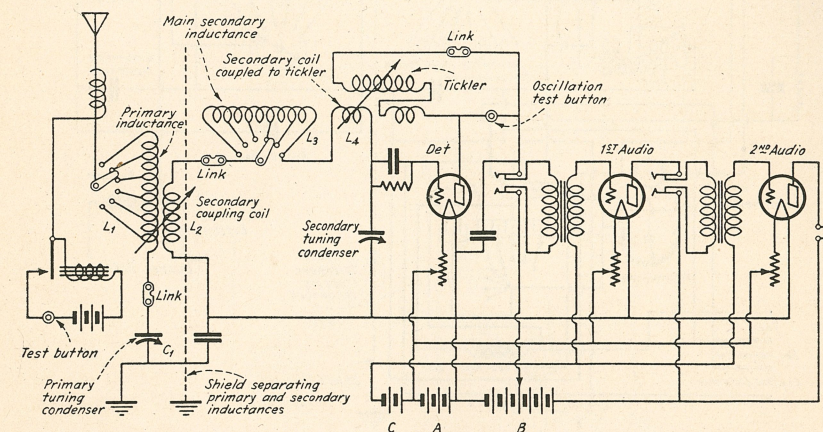 Main secondary
inductance
Link
Secondary coil
coupled to tickler
Tickler
Oscillation
test button
Primary
inductance
L3
L4
Det
1ST Audio
2ND Audio
Link
Secondary
coupling coil
L1
L2
Secondary
tuning
condenser
Link
Test button
C1
Primary
tuning
condenser
Shield separating
primary and secondary
inductances
C
A
B